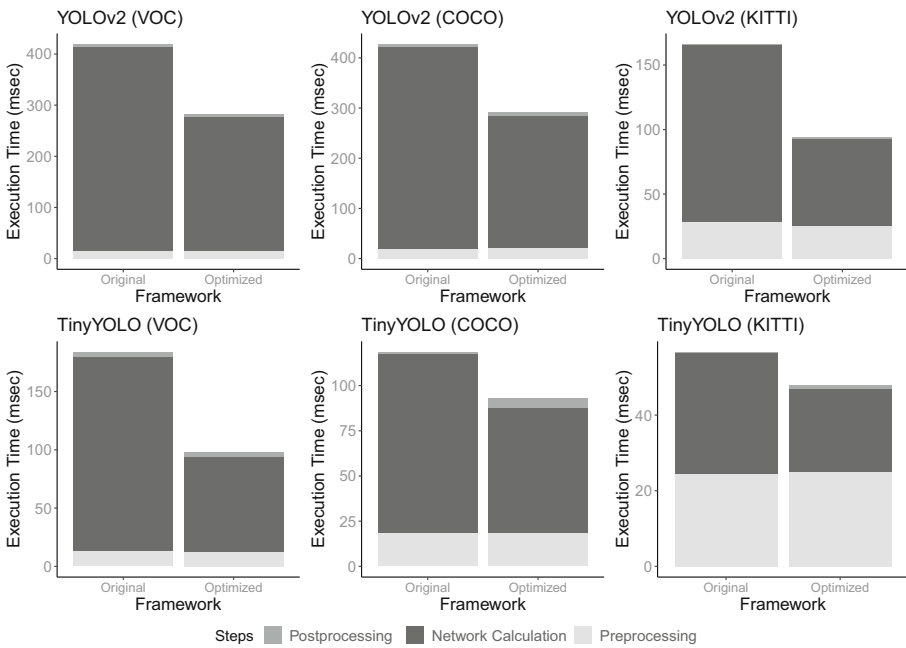 YOLOv2 (VOC)
Execution Time (msec)
400
300
200
100
0
Original
Optimized
Framework
YOLOv2 (COCO)
Execution Time (msec)
400
300
200
100
0
Original
Optimized
Framework
YOLOv2 (KITTI)
Execution Time (msec)
150
100
50
0
Original
Optimized
Framework
TinyYOLO (VOC)
Execution Time (msec)
150
100
50
0
Original
Optimized
Framework
TinyYOLO (COCO)
Execution Time (msec)
100
75
50
25
0
Original
Optimized
Framework
TinyYOLO (KITTI)
Execution Time (msec)
40
20
0
Original
Optimized
Framework
Steps Postprocessing Network Calculation Preprocessing